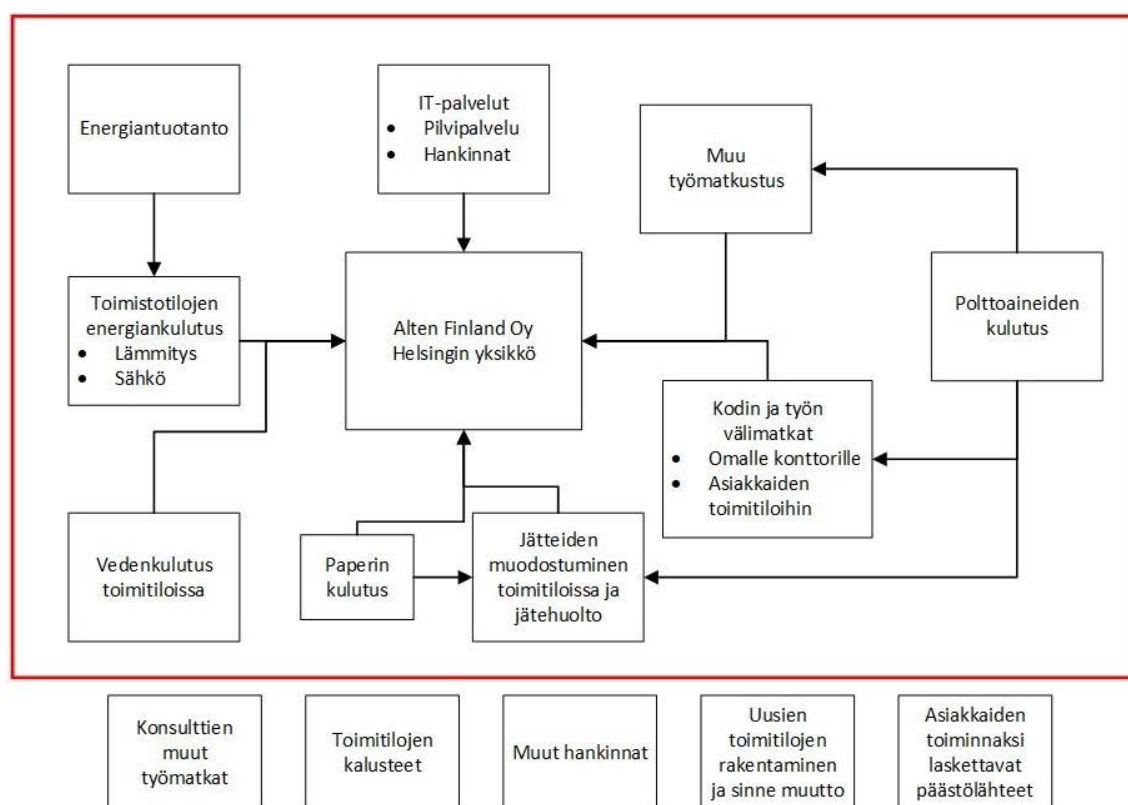 Energiantuotanto
IT-palvelut
• Pilvipalvelu
• Hankinnat
Muu
työmatkustus
Toimistotilojen
energiankulutus
• Lämmitys
• Sähkö
Alten Finland Oy
Helsingin yksikkö
Polttoaineiden
kulutus
Kodin ja työn
välimatkat
• Omalle konttorille
• Asiakkaiden
toimitiloihin
Vedenkulutus
toimitiloissa
Paperin
kulutus
Jätteiden
muodostuminen
toimitiloissa ja
jätehuolto
Konsulttien
muut
työmatkat
Toimitilojen
kalusteet
Muut hankinnat
Uusien
toimitilojen
rakentaminen
ja sinne muutto
Asiakkaiden
toiminnaksi
laskettavat
päästölähteet